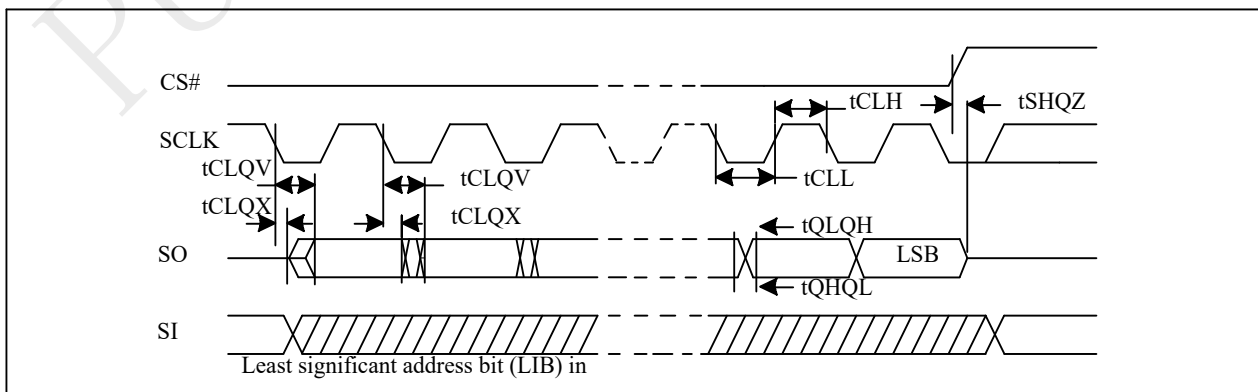 PU
CS#
tCLH
tSHQZ
SCLK
tCLQV
tCLQV
tCLL
tCLQX
tCLQX
tQLQH
SO
LSB
tQHQL
SI
Least significant address bit (LIB) in